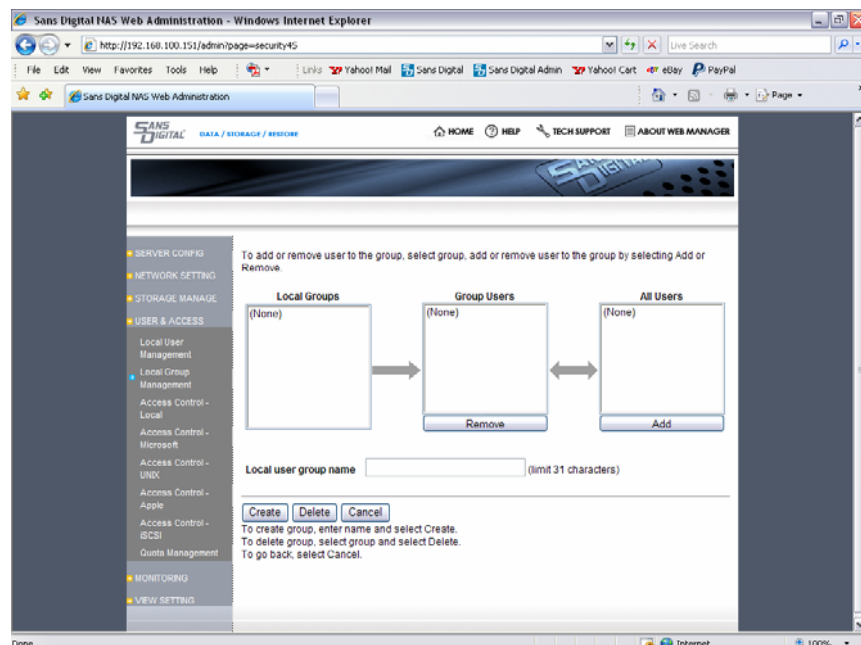 Sans Digital NAS Web Administration - Windows Internet Explorer
http://192.168.100.151/admin?page=security45
Live Search
File Edit View Favorites Tools Help
Links Yahoo! Mail Sans Digital Sans Digital Admin Yahoo! Cart eBay PayPal
Sans Digital NAS Web Administration
Page
SANS DIGITAL DATA / STORAGE / RESTORE
HOME HELP TECH SUPPORT ABOUT WEB MANAGER
SANS DIGITAL
SERVER CONFIG
NETWORK SETTING
STORAGE MANAGE
USER & ACCESS
Local User
Management
Local Group
Management
Access Control -
Local
Access Control -
Microsoft
Access Control -
UNIX
Access Control -
Apple
Access Control -
iSCSI
Quota Management
MONITORING
VIEW SETTING
To add or remove user to the group, select group, add or remove user to the group by selecting Add or
Remove.
Local Groups Group Users All Users
(None) (None) (None)
Remove Add
Local user group name (limit 31 characters)
Create Delete Cancel
To create group, enter name and select Create.
To delete group, select group and select Delete.
To go back, select Cancel.
Done Internet 100%